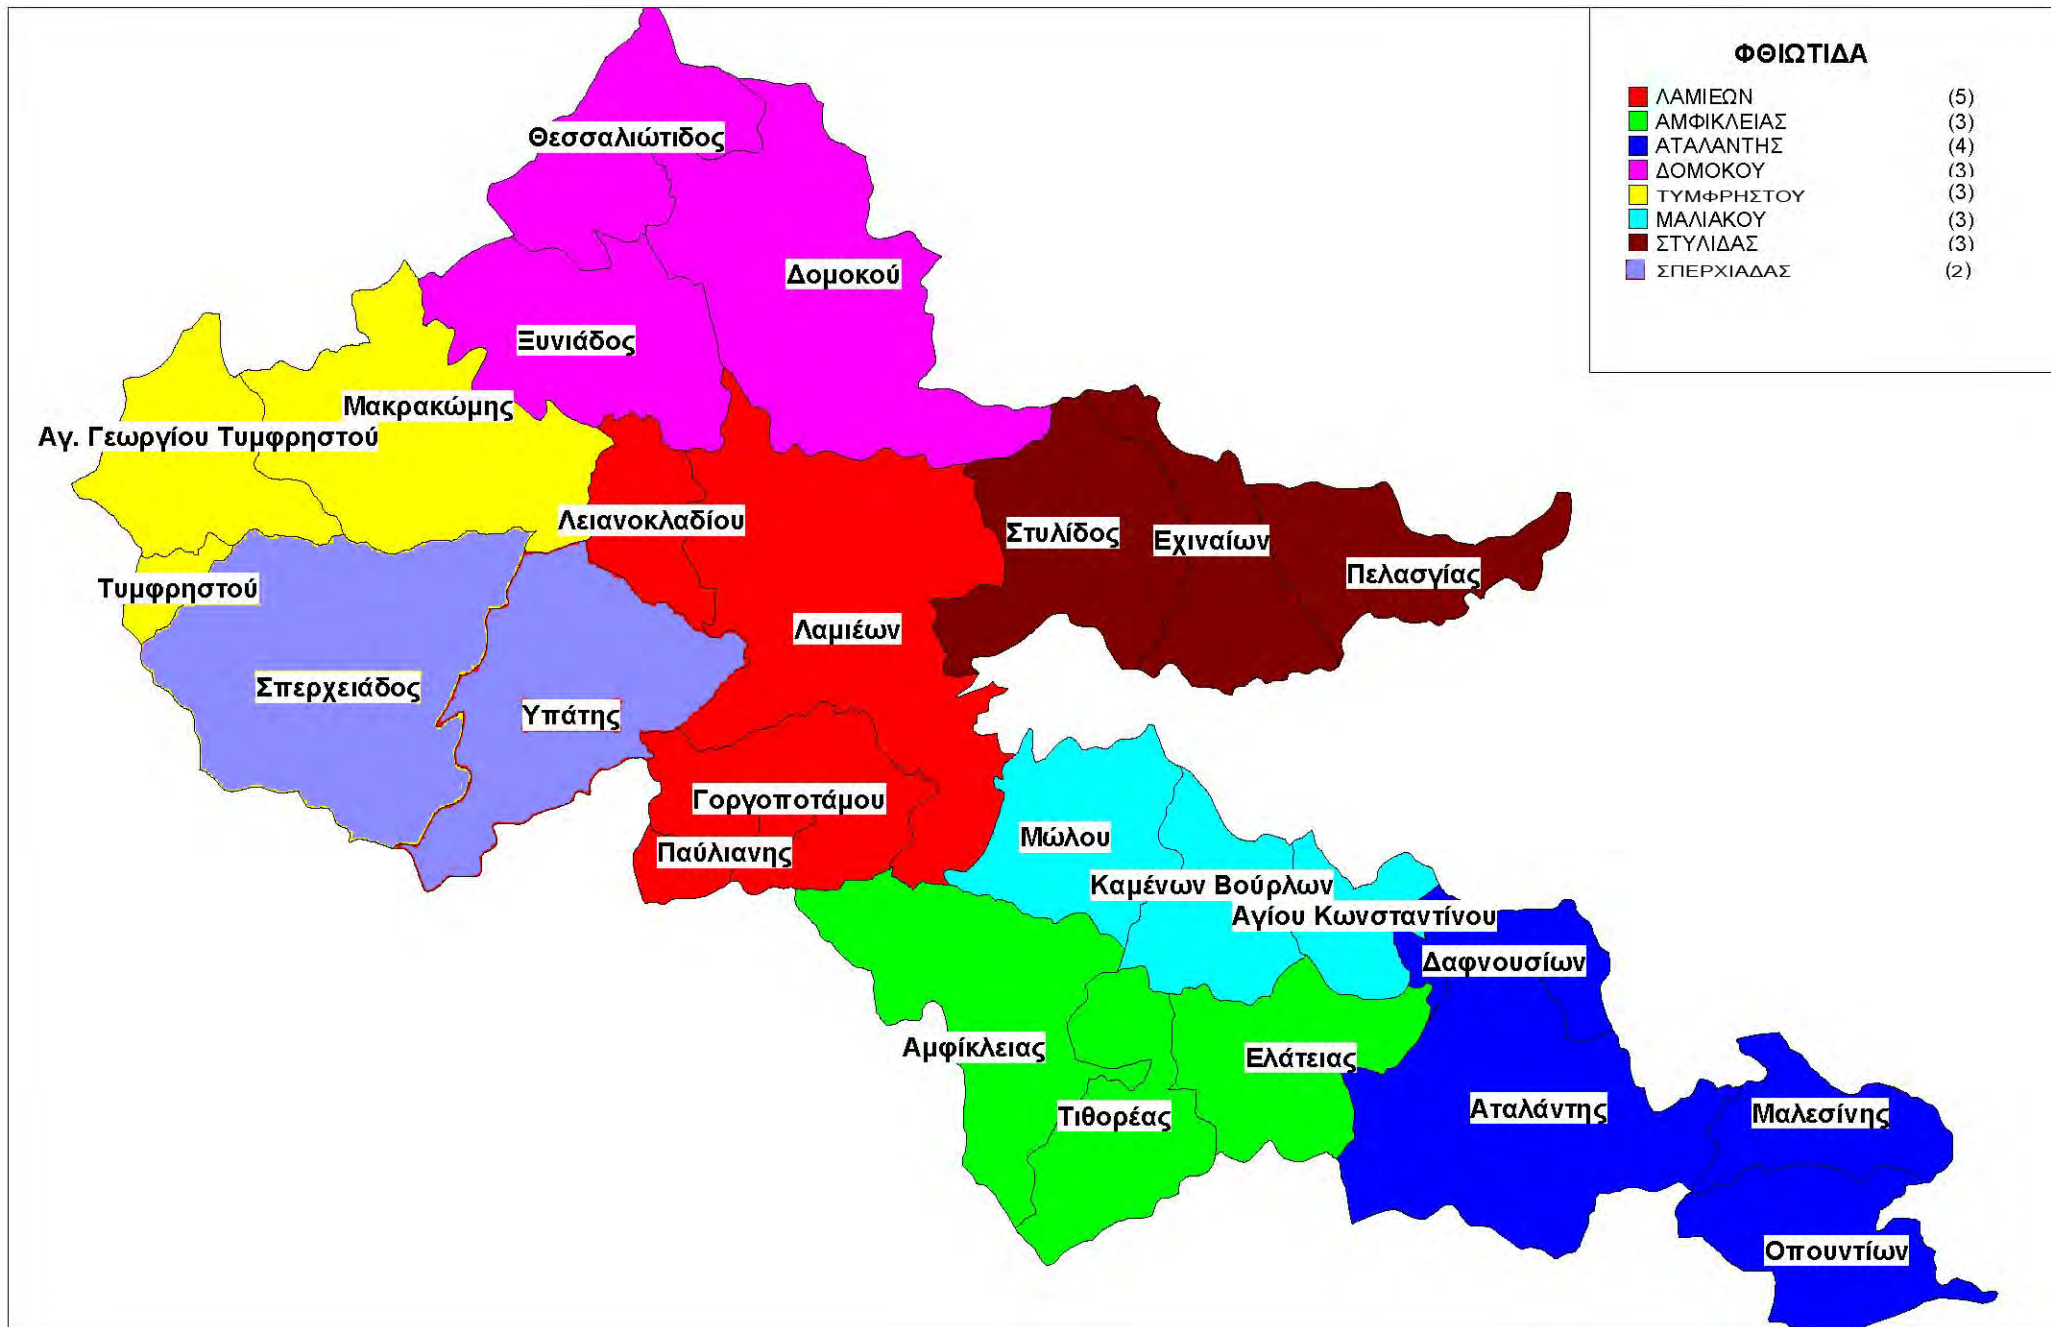 ΦΘΙΩΤΙΔΑ
ΛΑΜΙΕΩΝ (5)
ΑΜΦΙΚΛΕΙΑΣ (3)
ΑΤΑΛΑΝΤΗΣ (4)
ΔΟΜΟΚΟΥ (3)
ΤΥΜΦΡΗΣΤΟΥ (3)
ΜΑΛΙΑΚΟΥ (3)
ΣΤΥΛΙΔΑΣ (3)
ΣΠΕΡΧΙΑΔΑΣ (2)
Θεσσαλιώτιδος
Δομοκού
Ξυνιάδος
Μακρακώμης
Αγ. Γεωργίου Τυμφρηστού
Λειανοκλαδίου
Στυλίδος
Εχιναίων
Πελασγίας
Τυμφρηστού
Λαμιέων
Σπερχειάδος
Υπάτης
Γοργοποτάμου
Παύλιανης
Μώλου
Καμένων Βούρλων
Αγίου Κωνσταντίνου
Δαφνουσίων
Αμφίκλειας
Ελάτειας
Τιθορέας
Αταλάντης
Μαλεσίνης
Οπουντίων